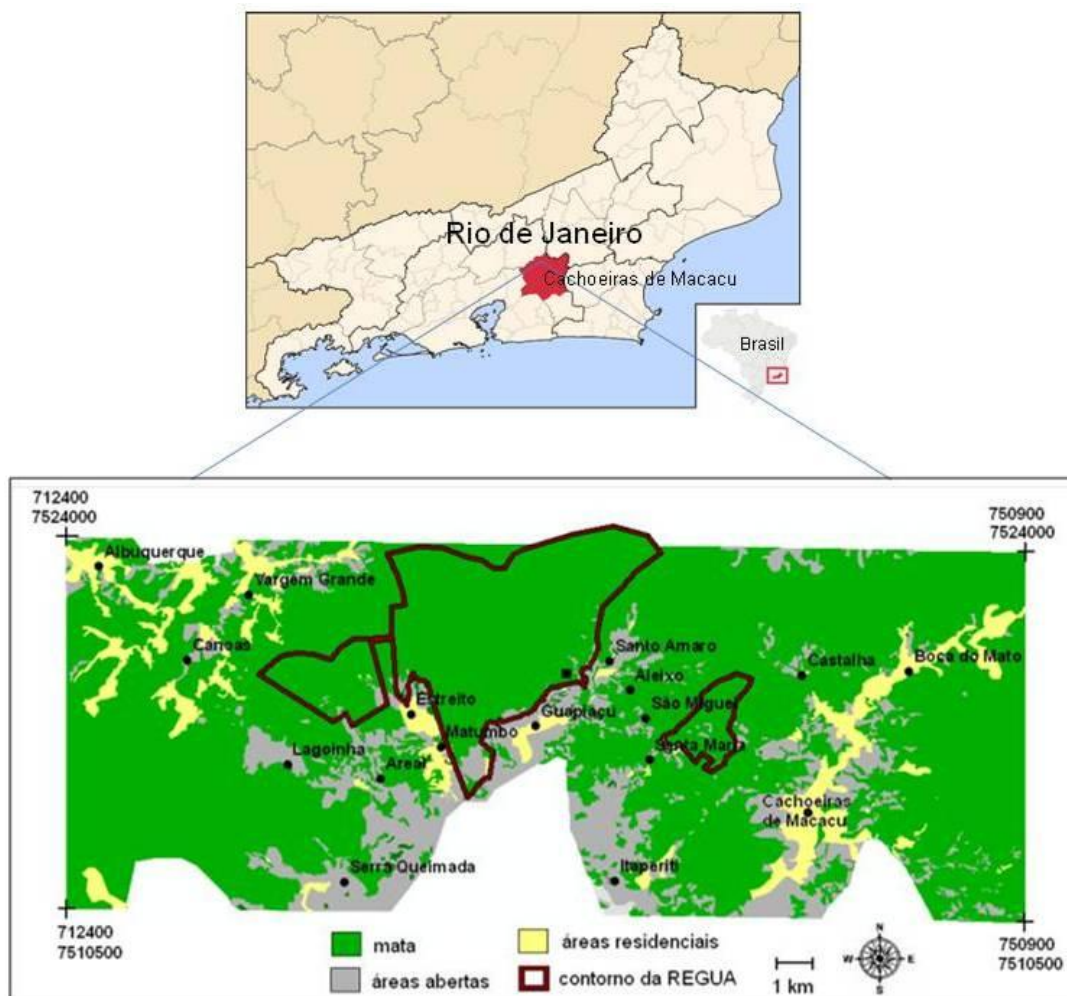 Rio de Janeiro
Cachoeiras de Macacu
Brasil
712400
7524000
750900
7524000
Albuquerque
Vargem Grande
Canoas
Santo Amaro
Castalha
Boca do Mato
Aleixo
Estreito
São Miguel
Guapiaçu
Matumbo
Santa Maria
Lagoinha
Areal
Cachoeiras
de Macacu
Serra Queimada
Itaperiti
712400
7510500
750900
7510500
mata
áreas residenciais
áreas abertas
contorno da REGUA
1 km
N
W
E
S